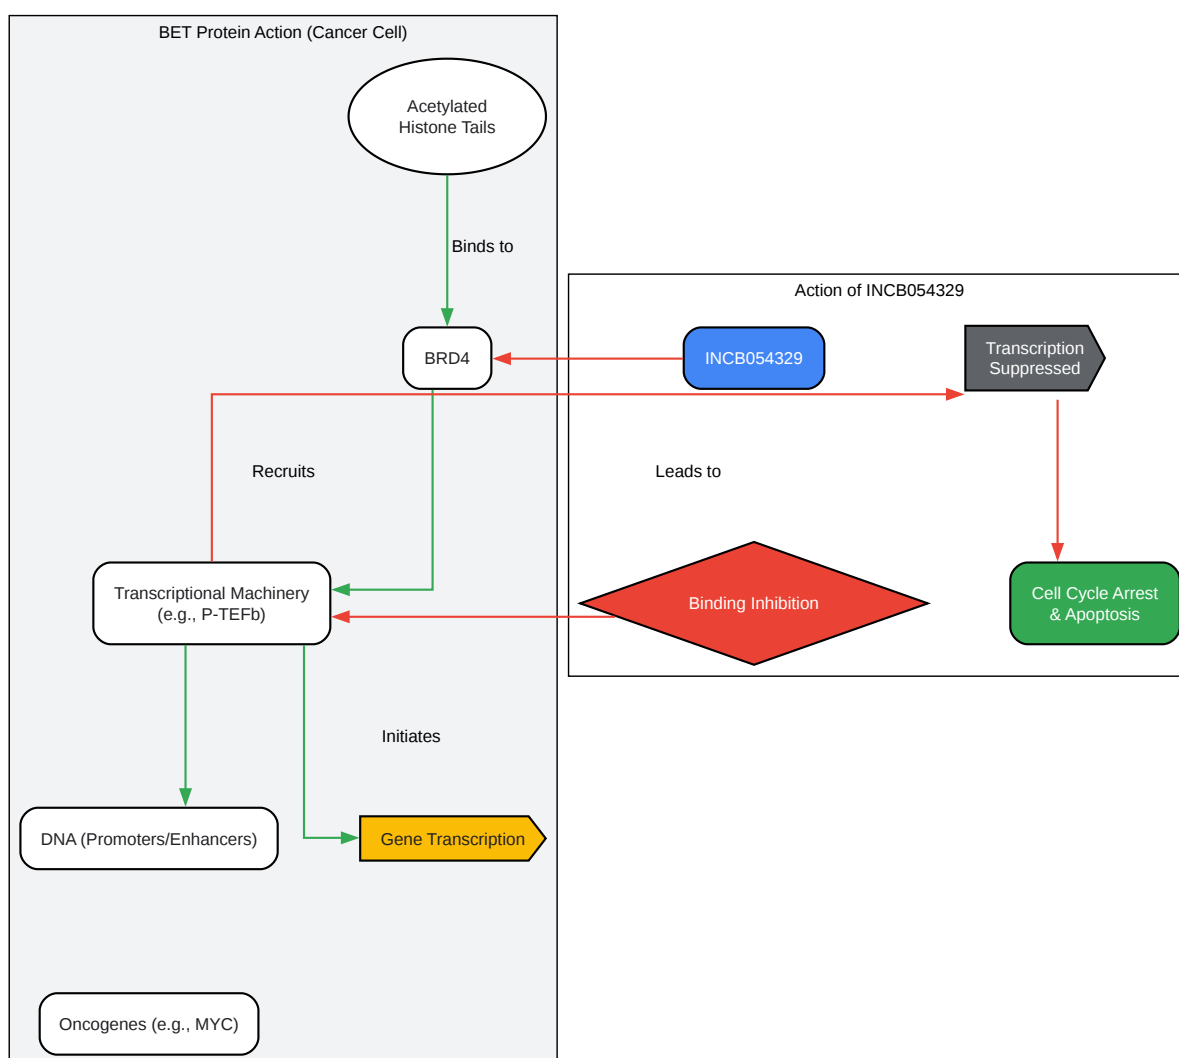 BET Protein Action (Cancer Cell)
Acetylated
Histone Tails
Binds to
Action of INCB054329
BRD4
INCB054329
Transcription
Suppressed
Recruits
Leads to
Transcriptional Machinery
(e.g., P-TEFb)
Binding Inhibition
Cell Cycle Arrest
& Apoptosis
Initiates
DNA (Promoters/Enhancers)
Gene Transcription
Oncogenes (e.g., MYC)